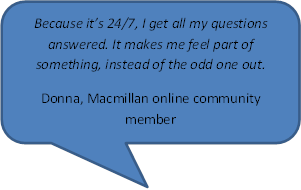 Because it’s 24/7, I get all my questions
answered. It makes me feel part of
something, instead of the odd one out.
Donna, Macmillan online community
member